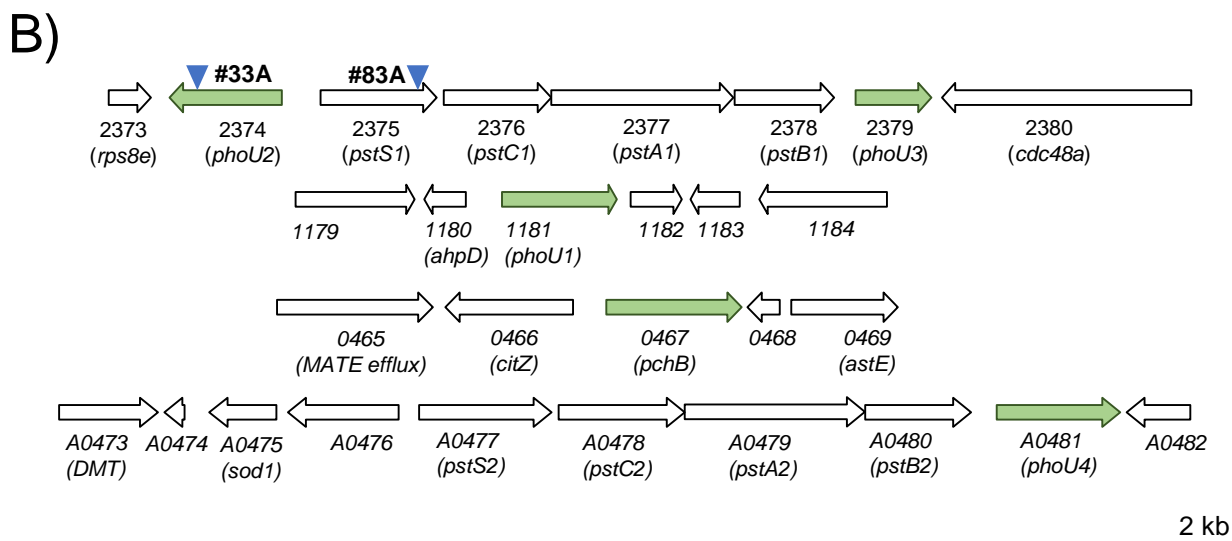 B)
#33A #83A
2373 2374 2375 2376 2377 2378 2379 2380
(rps8e) (phoU2) (pstS1) (pstC1) (pstA1) (pstB1) (phoU3) (cdc48a)
1179 1180 1181 1182 1183 1184
(ahpD) (phoU1)
0465 0466 0467 0468 0469
(MATE efflux) (citZ) (pchB) (astE)
A0473 A0474 A0475 A0476 A0477 A0478 A0479 A0480 A0481 A0482
(DMT) (sod1) (pstS2) (pstC2) (pstA2) (pstB2) (phoU4)
2 kb